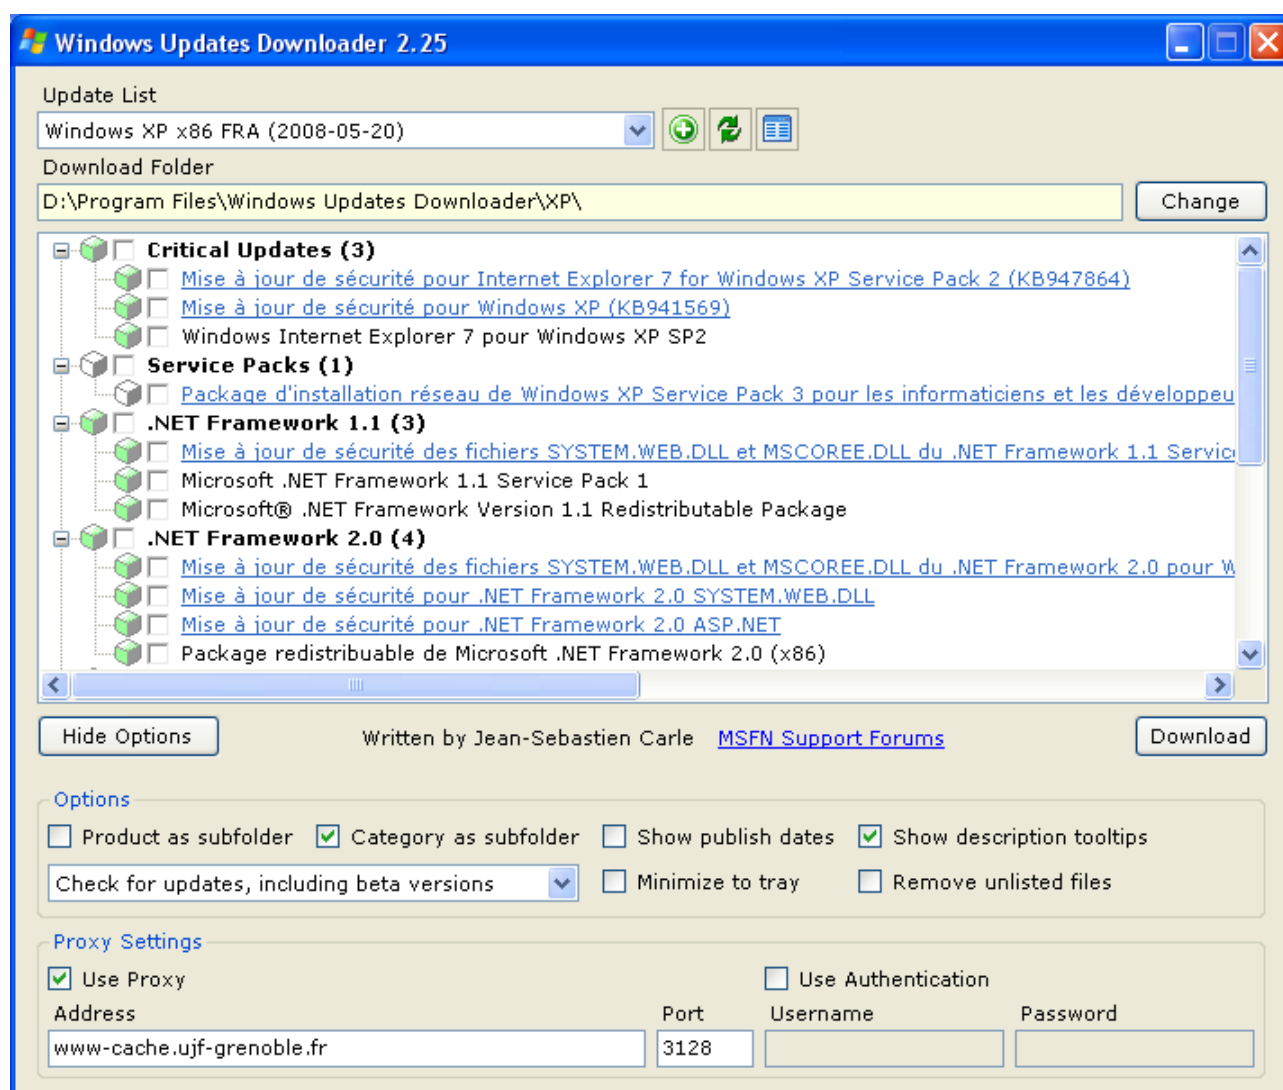 Windows Updates Downloader 2.25
Update List
Windows XP x86 FRA (2008-05-20)
Download Folder
D:\Program Files\Windows Updates Downloader\XP\
Change
Critical Updates (3)
Mise à jour de sécurité pour Internet Explorer 7 for Windows XP Service Pack 2 (KB947864)
Mise à jour de sécurité pour Windows XP (KB941569)
Windows Internet Explorer 7 pour Windows XP SP2
Service Packs (1)
Package d'installation réseau de Windows XP Service Pack 3 pour les informaticiens et les développeu
.NET Framework 1.1 (3)
Mise à jour de sécurité des fichiers SYSTEM.WEB.DLL et MSCOREE.DLL du .NET Framework 1.1 Servic
Microsoft .NET Framework 1.1 Service Pack 1
Microsoft® .NET Framework Version 1.1 Redistributable Package
.NET Framework 2.0 (4)
Mise à jour de sécurité des fichiers SYSTEM.WEB.DLL et MSCOREE.DLL du .NET Framework 2.0 pour W
Mise à jour de sécurité pour .NET Framework 2.0 SYSTEM.WEB.DLL
Mise à jour de sécurité pour .NET Framework 2.0 ASP.NET
Package redistribuable de Microsoft .NET Framework 2.0 (x86)
Hide Options Written by Jean-Sebastien Carle MSFN Support Forums Download
Options
Product as subfolder Category as subfolder Show publish dates Show description tooltips
Check for updates, including beta versions Minimize to tray Remove unlisted files
Proxy Settings
Use Proxy Use Authentication
Address Port Username Password
www-cache.ujf-grenoble.fr 3128